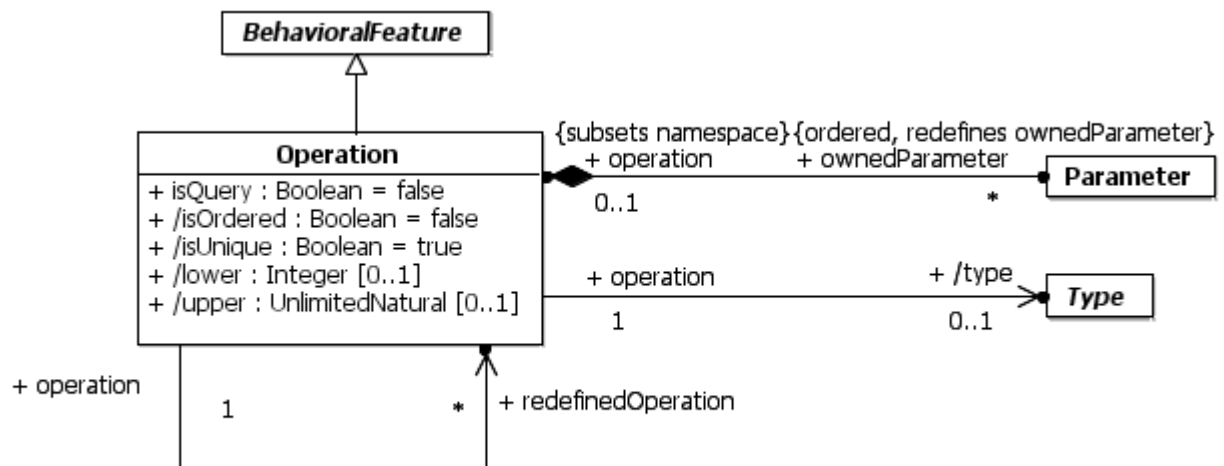 BehavioralFeature
{subsets namespace} {ordered, redefines ownedParameter}
Operation
+ operation
+ ownedParameter
Parameter
0..1
*
+ isQuery : Boolean = false
+ /isOrdered : Boolean = false
+ /isUnique : Boolean = true
+ /lower : Integer [0..1]
+ /upper : UnlimitedNatural [0..1]
+ operation
+ /type
Type
1
0..1
+ operation
1
*
+ redefinedOperation